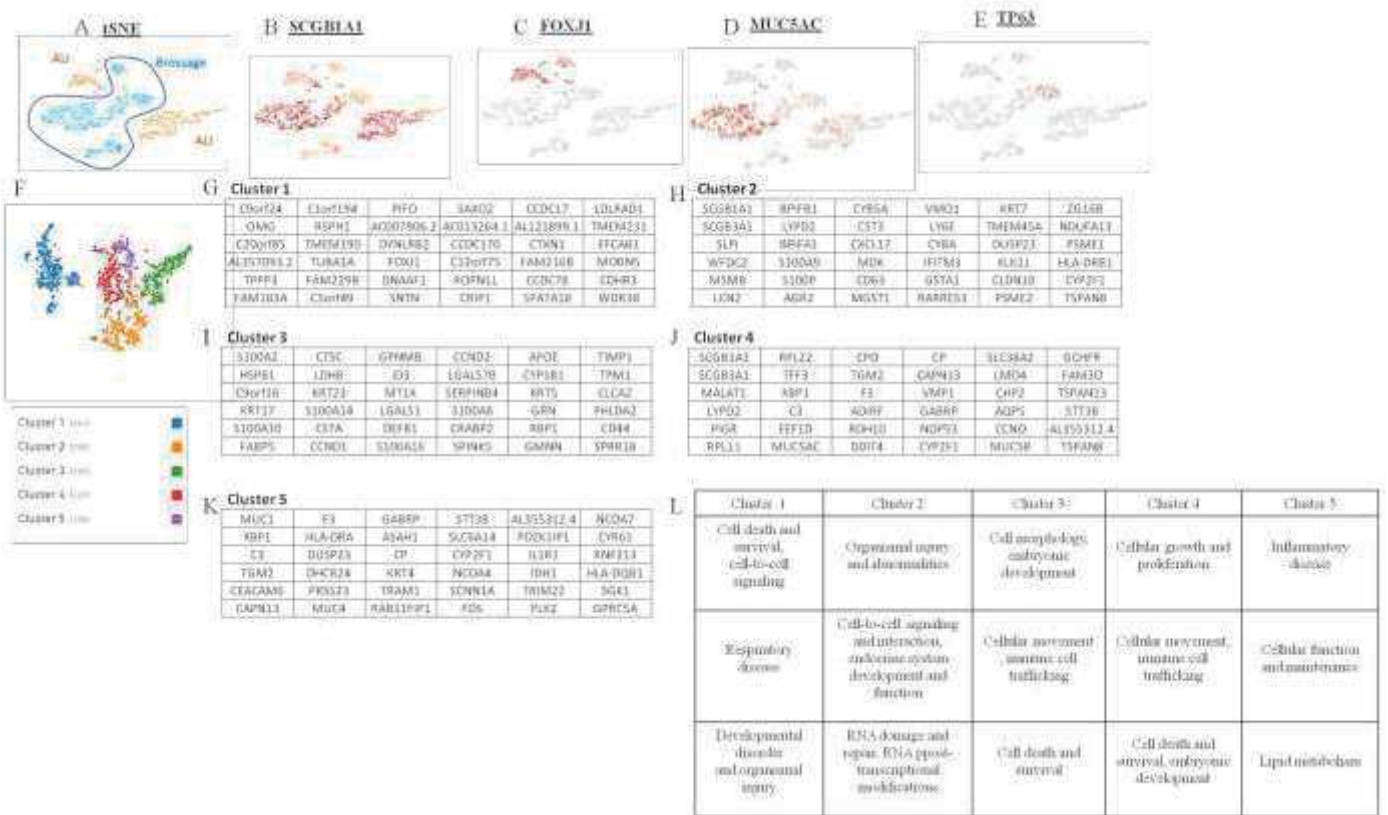 A tSNE
B SCGB1A1
C FOXJ1
D MUC5AC
E TP63
ALI
Brossage
ALI
F
G Cluster 1
C9orf24 C1orf194 PIFO SAXO2 CCDC17 LDLRAD1
OMG RSPH1 AC007906.2 AC013264.1 AL121899.1 TMEM231
C20orf85 TMEM190 DYNLRB2 CCDC170 CTXN1 EFCAB1
TUBA1A FOXJ1 C12orf75 FAM216B MORN5
TPPP3 FAM229B DNAAF1 ROPN1L CCDC78 CDHR3
FAM183A SNTN CRIP1 SPATA18 WDR38
H Cluster 2
SCGB1A1 BPIFB1 CYB5A VMO1 KRT7 ZG16B
SCGB3A1 LYPD2 CST3 LY6E TMEM45A NDUFA13
SLPI BPIFA1 CXCL17 CYBA DUSP23 PSME1
WFDC2 S100A9 MDK IFITM3 KLK11 HLA-DRB1
MSMB S100P CD63 GSTA1 CLDN10 CYP2F1
LCN2 AGR2 MGST1 RARRES3 PSME2 TSPAN8
I Cluster 3
S100A2 CTSC GPNMB CCND2 APOE TIMP1
HSPB1 LDHB ID3 LGALS7B CYP1B1 TPM1
C9orf16 KRT23 MT1X SERPINB4 KRT5 CLCA2
KRT17 S100A14 LGALS1 S100A6 GRN PHLDA2
S100A10 CSTA DEFB1 CRABP2 RBP1 CD44
FABP5 CCND1 S100A16 SPINK5 GMNN SPRR1B
J Cluster 4
SCGB1A1 RPL22 CPD CP SLC38A2 GCHFR
SCGB3A1 TFF3 TGM2 CAPN13 LMO4 FAM3D
MALAT1 XBP1 F3 VMP1 CHP2 TSPAN13
LYPD2 C3 ADIRF GABRP AQP5 STT3B
PIGR EEF1D RDH10 NOP53 CCNO AL355312.4
RPL11 MUC5AC DDIT4 CYP2F1 MUC5B TSPAN8
Cluster 1
Cluster 2
Cluster 3
Cluster 4
Cluster 5
K Cluster 5
MUC1 F3 GABRP STT3B AL355312.4 NCOA7
XBP1 HLA-DRA ASAH1 SLC6A14 PDZK1IP1 CYR61
C3 DUSP23 CP CYP2F1 IL1R1 RNF213
TGM2 DHCR24 KRT4 NCOA4 IDH1 HLA-DQB1
CEACAM6 PRSS23 TRAM1 SCNN1A TRIM22 SGK1
CAPN13 MUC4 RAB11FIP1 FOS PLK2 GPRC5A
L
Cluster 1 Cluster 2 Cluster 3 Cluster 4 Cluster 5
Cell death and
survival,
cell-to-cell
signaling
Organismal injury
and abnormalities
Cell morphology,
embryonic
development
Cellular growth and
proliferation
Inflammatory
disease
Respiratory
disease
Cell-to-cell signaling
and interaction,
endocrine system
development and
function
Cellular movement
, immune cell
trafficking
Cellular movement,
immune cell
trafficking
Cellular function
and maintenance
Developmental
disorder
and organismal
injury
RNA damage and
repair, RNA ppost-
transcriptional
modifications
Cell death and
survival
Cell death and
survival, embryonic
development
Lipid metabolism